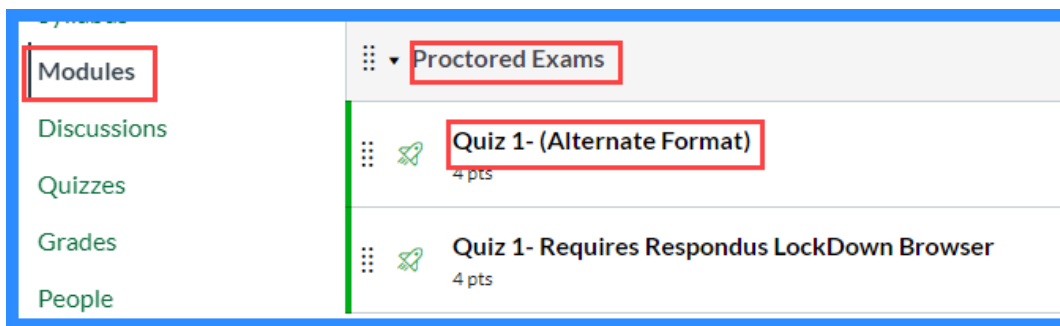 Modules
Discussions
Quizzes
Grades
People
Proctored Exams
Quiz 1- (Alternate Format)
4 pts
Quiz 1- Requires Respondus LockDown Browser
4 pts